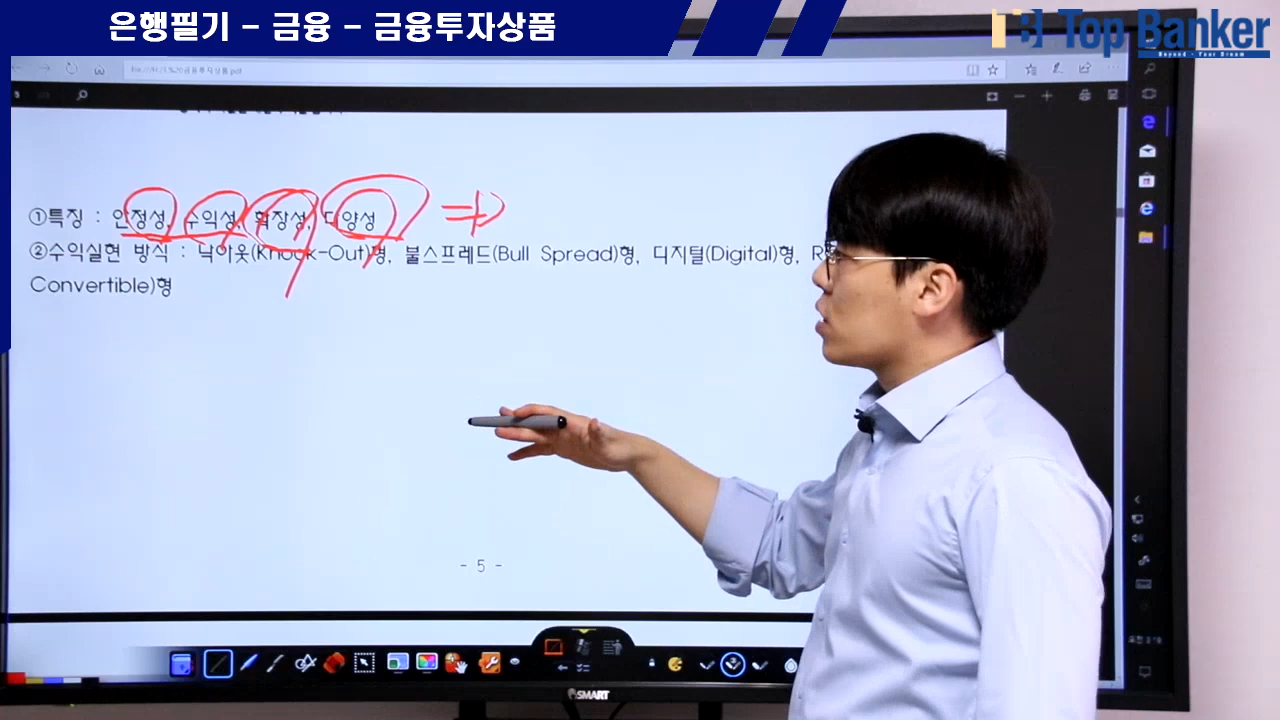 은행필기 - 금융 - 금융투자상품
Top Banker
Beyond - Your Dream
①특징 : 안정성, 수익성, 확장성, 다양성
②수익실현 방식 : 낙아웃(Knock-Out)형, 불스프레드(Bull Spread)형, 디지털(Digital)형,
Convertible)형
- 5 -
SMART